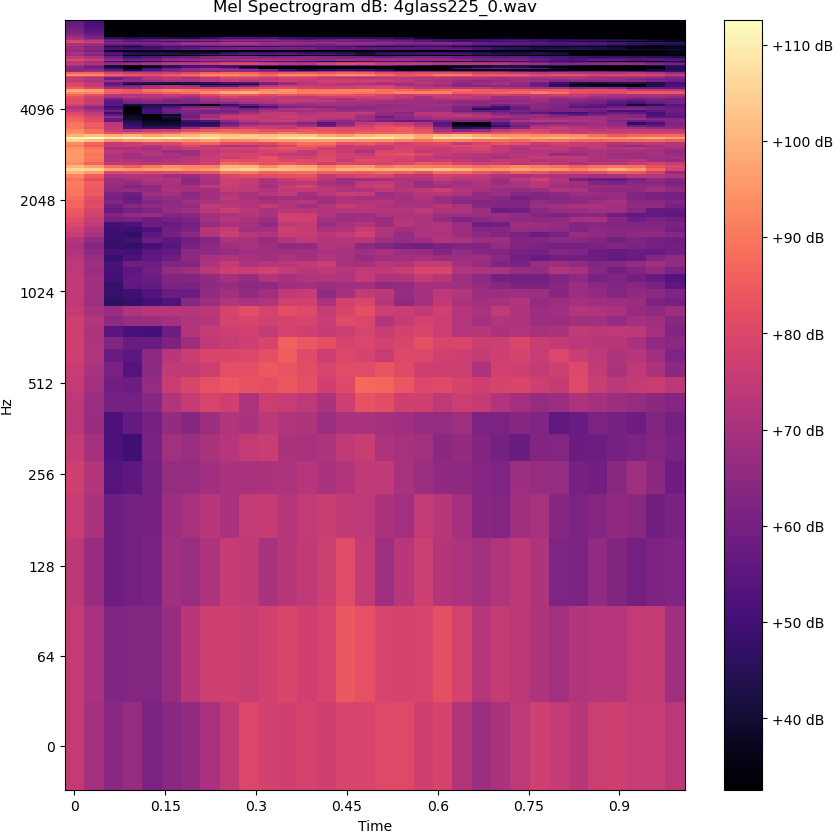 Mel Spectrogram dB: 4glass225_0.wav
+110 dB
4096
+100 dB
2048
+90 dB
1024
+80 dB
512
Hz
+70 dB
256
+60 dB
128
+50 dB
64
+40 dB
0
0 0.15 0.3 0.45 0.6 0.75 0.9
Time